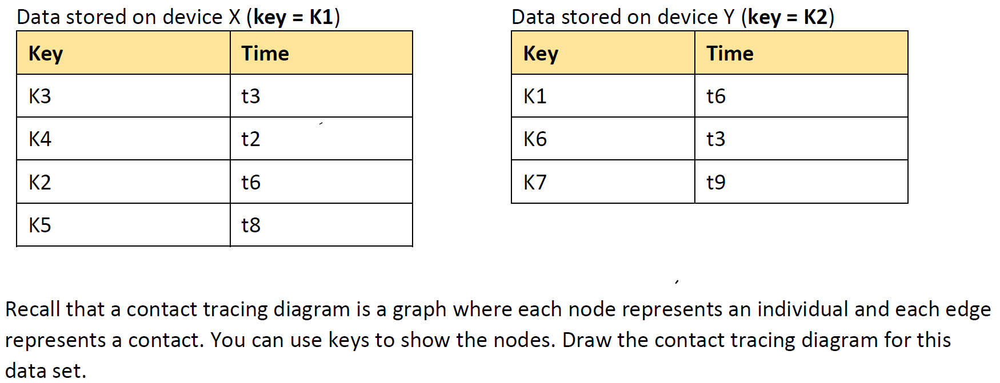 Data stored on device X (key = K1)
Key Time
K3 t3
K4 t2
K2 t6
K5 t8
Data stored on device Y (key = K2)
Key Time
K1 t6
K6 t3
K7 t9
Recall that a contact tracing diagram is a graph where each node represents an individual and each edge
represents a contact. You can use keys to show the nodes. Draw the contact tracing diagram for this
data set.